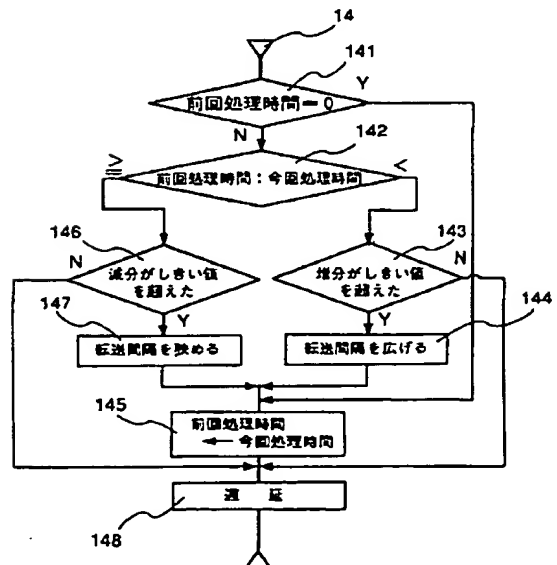 14
141
前回処理時間=0
Y
N
142
≧
前回処理時間:今回処理時間
<
146
143
N
減分がしきい値
を超えた
増分がしきい値
を超えた
N
147
Y
Y
144
転送間隔を狭める
転送間隔を広げる
145
前回処理時間
← 今回処理時間
遅 延
148